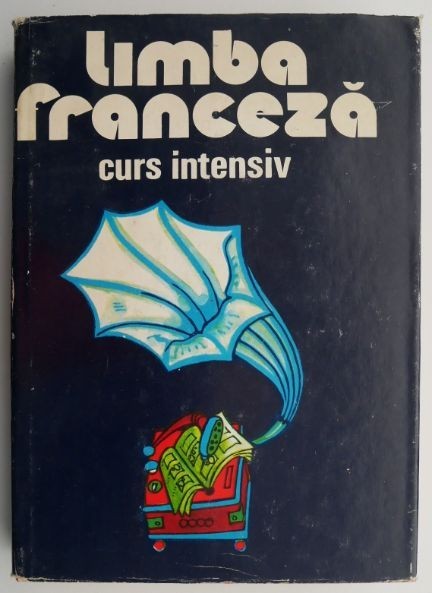 limba
franceză
curs intensiv